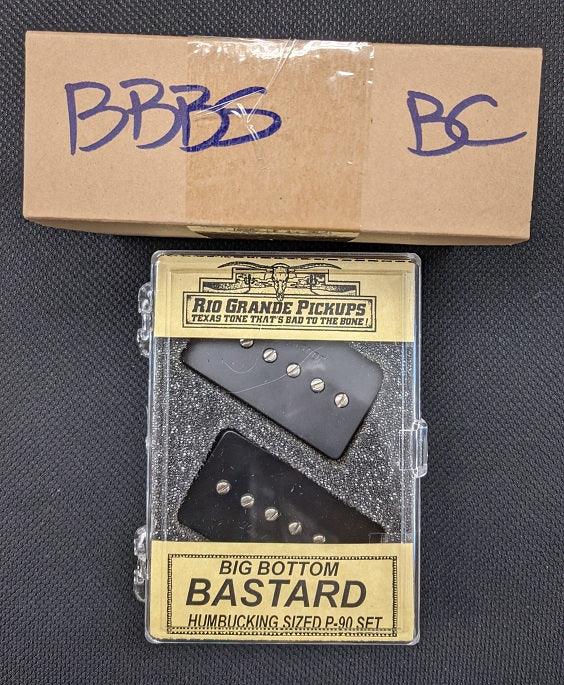 BBBS BC
RIO GRANDE PICKUPS
TEXAS TONE THAT'S BAD TO THE BONE!
BIG BOTTOM
BASTARD
HUMBUCKING SIZED P-90 SET